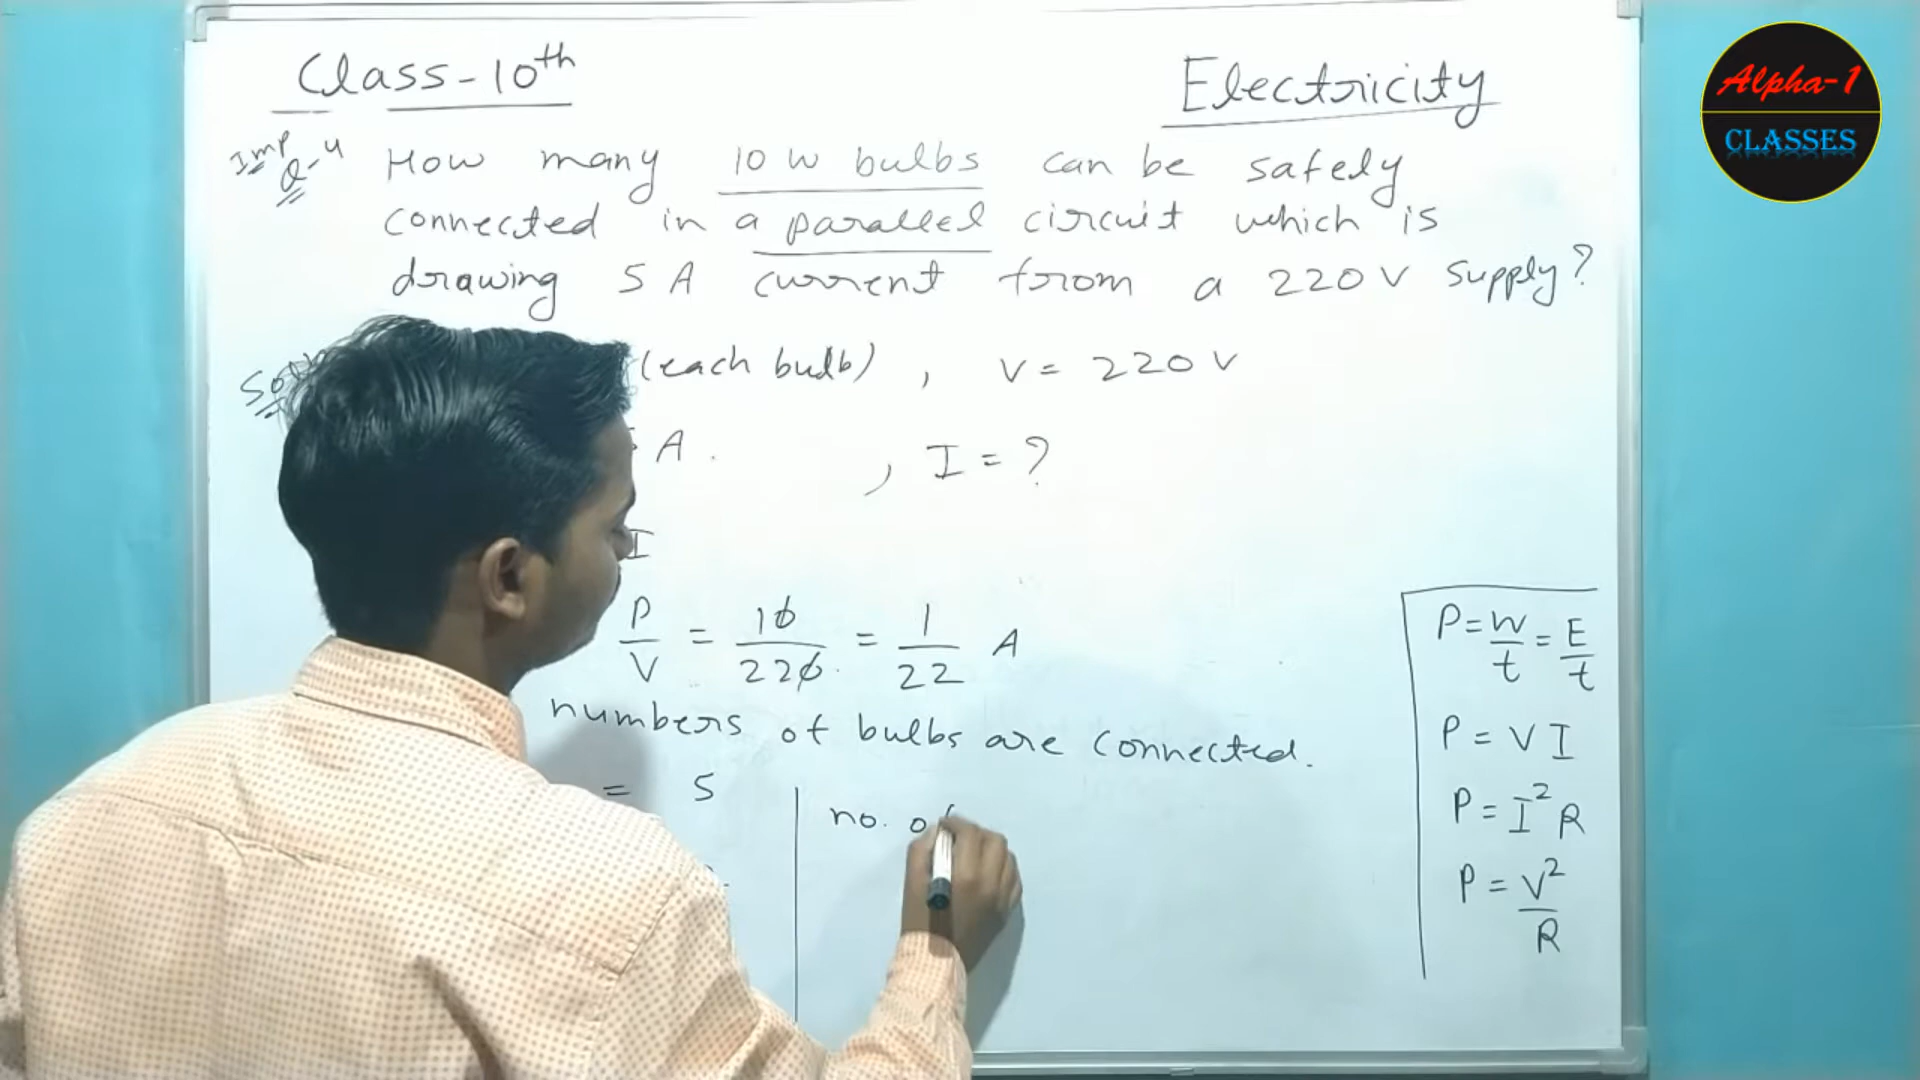 Class-10th
Electricity
Alpha-1
CLASSES
Imp
Q-4 How many 10 W bulbs can be safely
connected in a parallel circuit which is
drawing 5 A current from a 220 V supply?
(each bulb) , V = 220 V
A. , I = ?
I
P/V = 10/220 = 1/22 A
numbers of bulbs are connected.
= 5
no. of
P = W/t = E/t
P = VI
P = I²R
P = V²/R